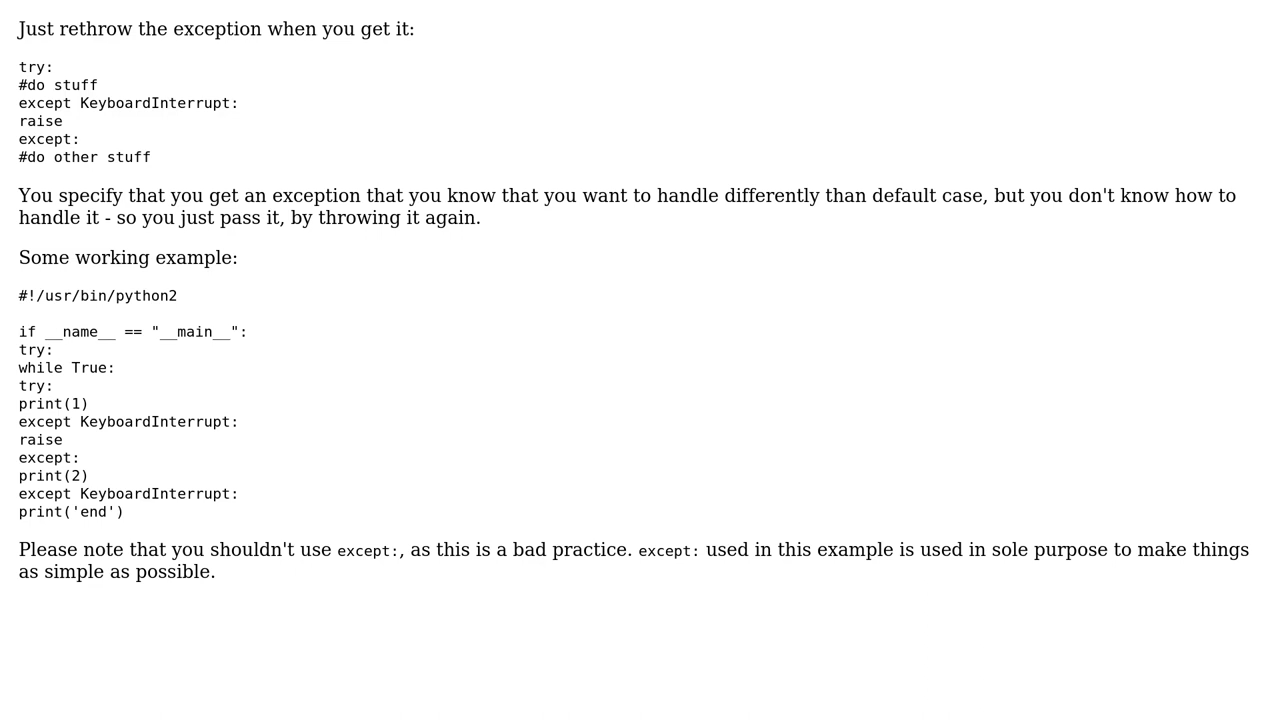 Just rethrow the exception when you get it:
try:
#do stuff
except KeyboardInterrupt:
raise
except:
#do other stuff
You specify that you get an exception that you know that you want to handle differently than default case, but you don't know how to
handle it - so you just pass it, by throwing it again.
Some working example:
#!/usr/bin/python2
if __name__ == "__main__":
try:
while True:
try:
print(1)
except KeyboardInterrupt:
raise
except:
print(2)
except KeyboardInterrupt:
print('end')
Please note that you shouldn't use except:, as this is a bad practice. except: used in this example is used in sole purpose to make things
as simple as possible.